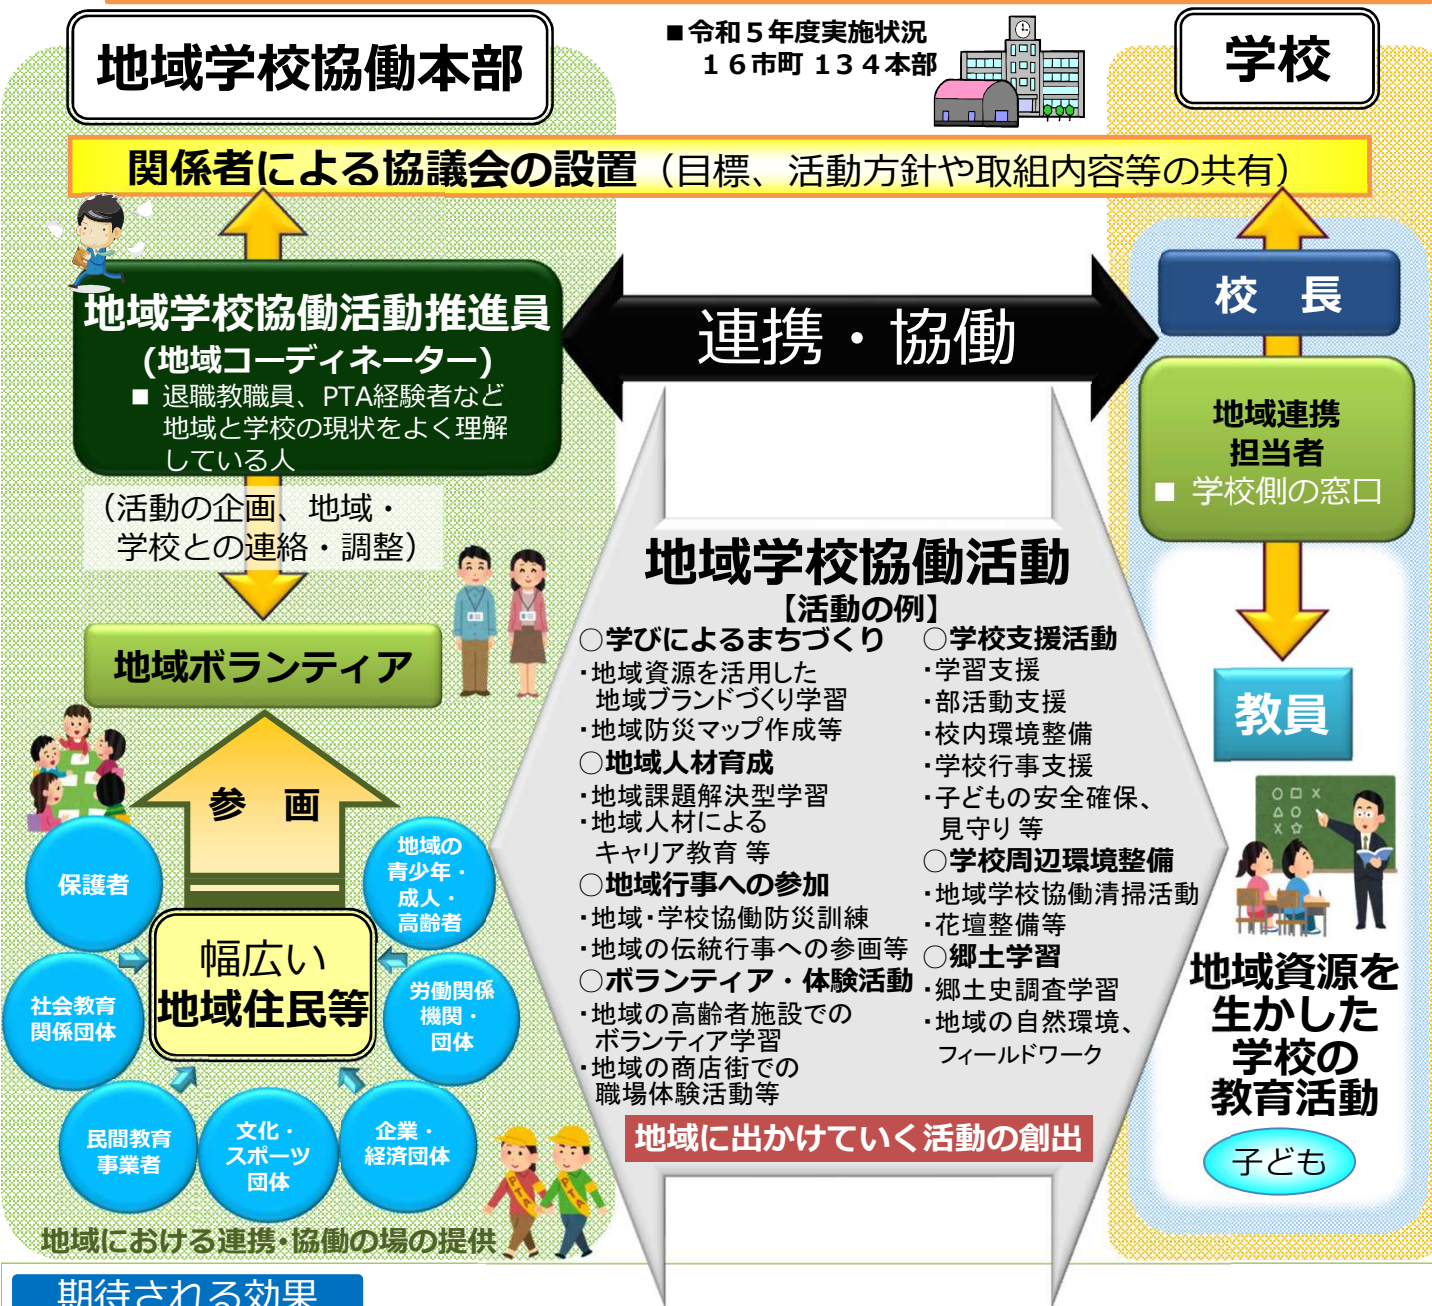 地域学校協働本部
■令和５年度実施状況
１６市町 １３４本部
学校
関係者による協議会の設置（目標、活動方針や取組内容等の共有）
地域学校協働活動推進員
(地域コーディネーター)
■ 退職教職員、PTA経験者など
地域と学校の現状をよく理解
している人
（活動の企画、地域・
学校との連絡・調整）
地域ボランティア
参　画
保護者
地域の
青少年・
成人・
高齢者
幅広い
地域住民等
社会教育
関係団体
労働関係
機関・
団体
民間教育
事業者
文化・
スポーツ
団体
企業・
経済団体
地域における連携・協働の場の提供
連携・協働
地域学校協働活動
【活動の例】
○学びによるまちづくり
・地域資源を活用した
地域ブランドづくり学習
・地域防災マップ作成等
○地域人材育成
・地域課題解決型学習
・地域人材による
キャリア教育 等
○地域行事への参加
・地域・学校協働防災訓練
・地域の伝統行事への参画等
○ボランティア・体験活動
・地域の高齢者施設での
ボランティア学習
・地域の商店街での
職場体験活動等
○学校支援活動
・学習支援
・部活動支援
・校内環境整備
・学校行事支援
・子どもの安全確保、
見守り 等
○学校周辺環境整備
・地域学校協働清掃活動
・花壇整備等
○郷土学習
・郷土史調査学習
・地域の自然環境、
フィールドワーク
地域に出かけていく活動の創出
校　長
地域連携
担当者
■ 学校側の窓口
教員
地域資源を
生かした
学校の
教育活動
子ども
PTA
PTA
期待される効果